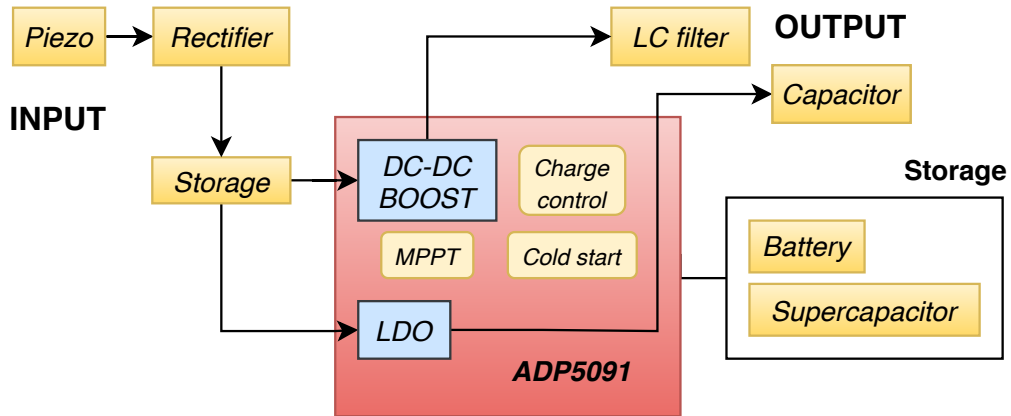 Piezo
Rectifier
LC filter
OUTPUT
Capacitor
INPUT
Storage
DC-DC
BOOST
Charge
control
MPPT
Cold start
LDO
ADP5091
Storage
Battery
Supercapacitor